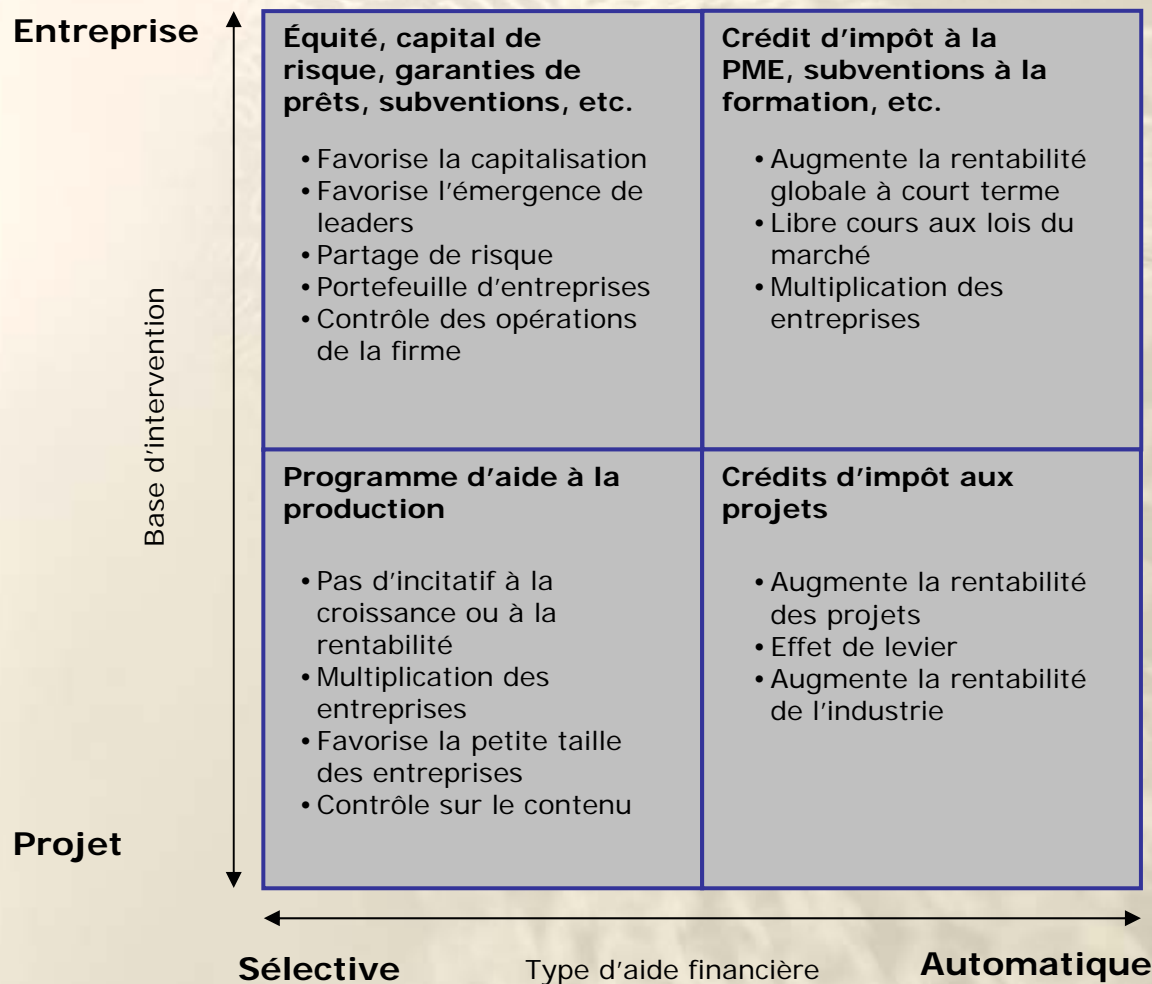 Entreprise
Équité, capital de
risque, garanties de
prêts, subventions, etc.
• Favorise la capitalisation
• Favorise l'émergence de
leaders
• Partage de risque
• Portefeuille d'entreprises
• Contrôle des opérations
de la firme
Crédit d'impôt à la
PME, subventions à la
formation, etc.
• Augmente la rentabilité
globale à court terme
• Libre cours aux lois du
marché
• Multiplication des
entreprises
Base d'intervention
Programme d'aide à la
production
• Pas d'incitatif à la
croissance ou à la
rentabilité
• Multiplication des
entreprises
• Favorise la petite taille
des entreprises
• Contrôle sur le contenu
Crédits d'impôt aux
projets
• Augmente la rentabilité
des projets
• Effet de levier
• Augmente la rentabilité
de l'industrie
Projet
Sélective
Type d'aide financière
Automatique